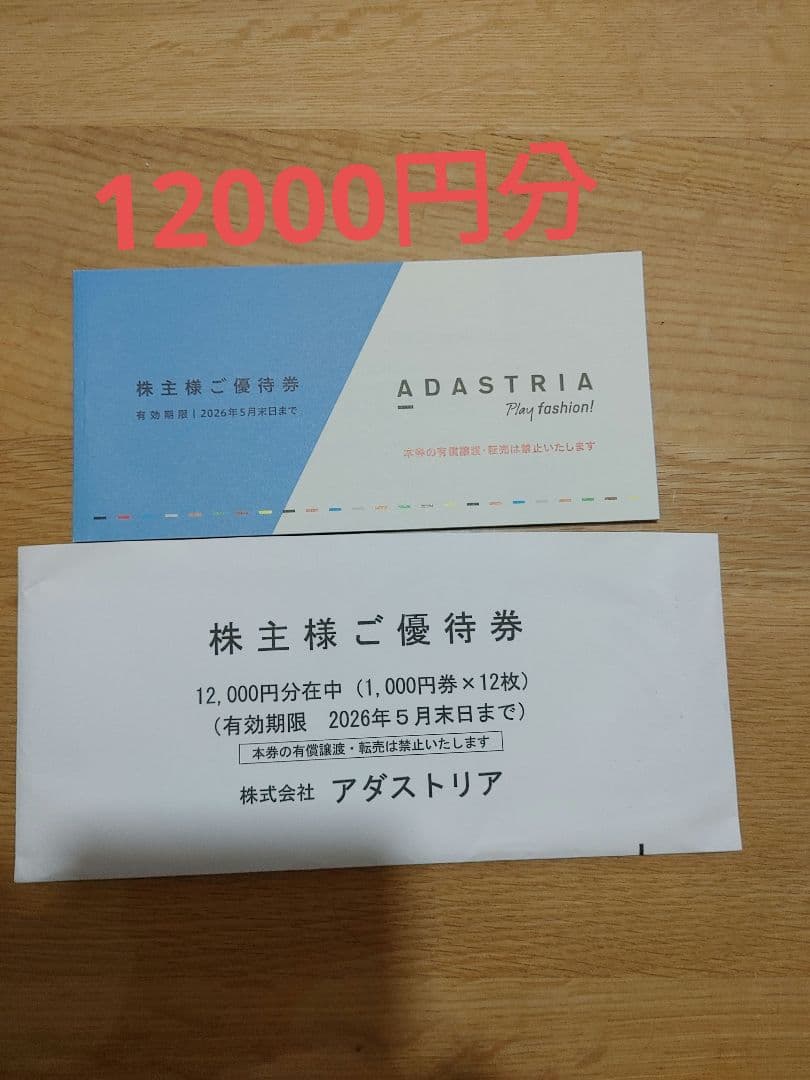 12000円分
株主様ご優待券
有効期限|2026年5月末日まで
ADASTRIA
Play fashion!
本券の有償譲渡・転売は禁止いたします
株主様ご優待券
12,000円分在中(1,000円券×12枚)
(有効期限 2026年5月末日まで)
本券の有償譲渡・転売は禁止いたします
株式会社 アダストリア